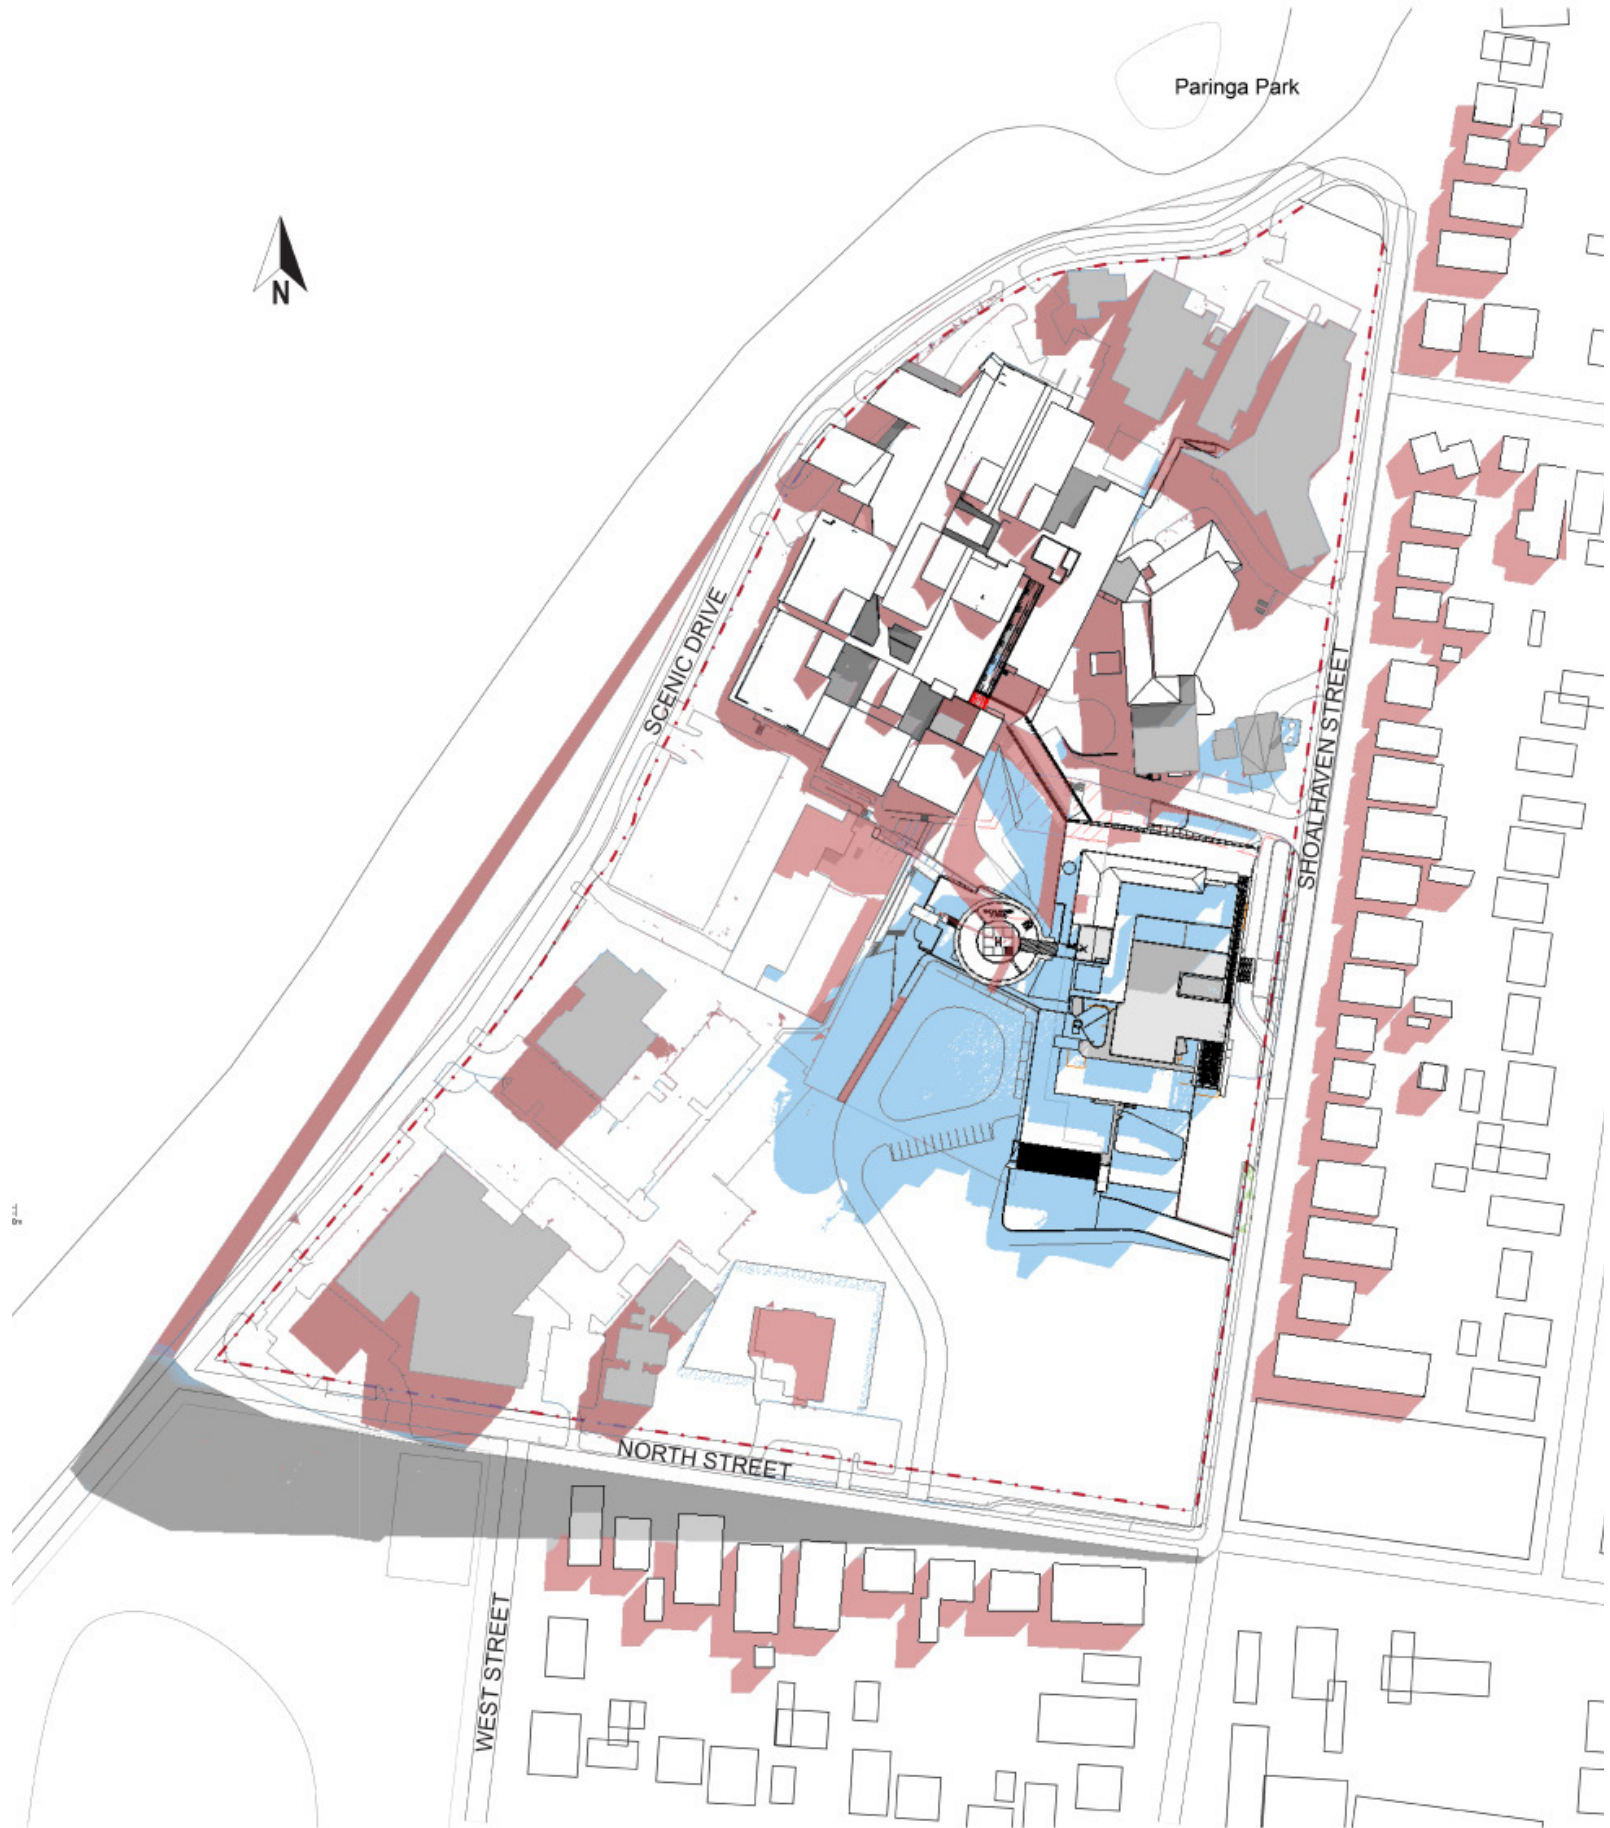 Paringa Park
N
SCENIC DRIVE
SHOALHAVEN STREET
H
NORTH STREET
WEST STREET